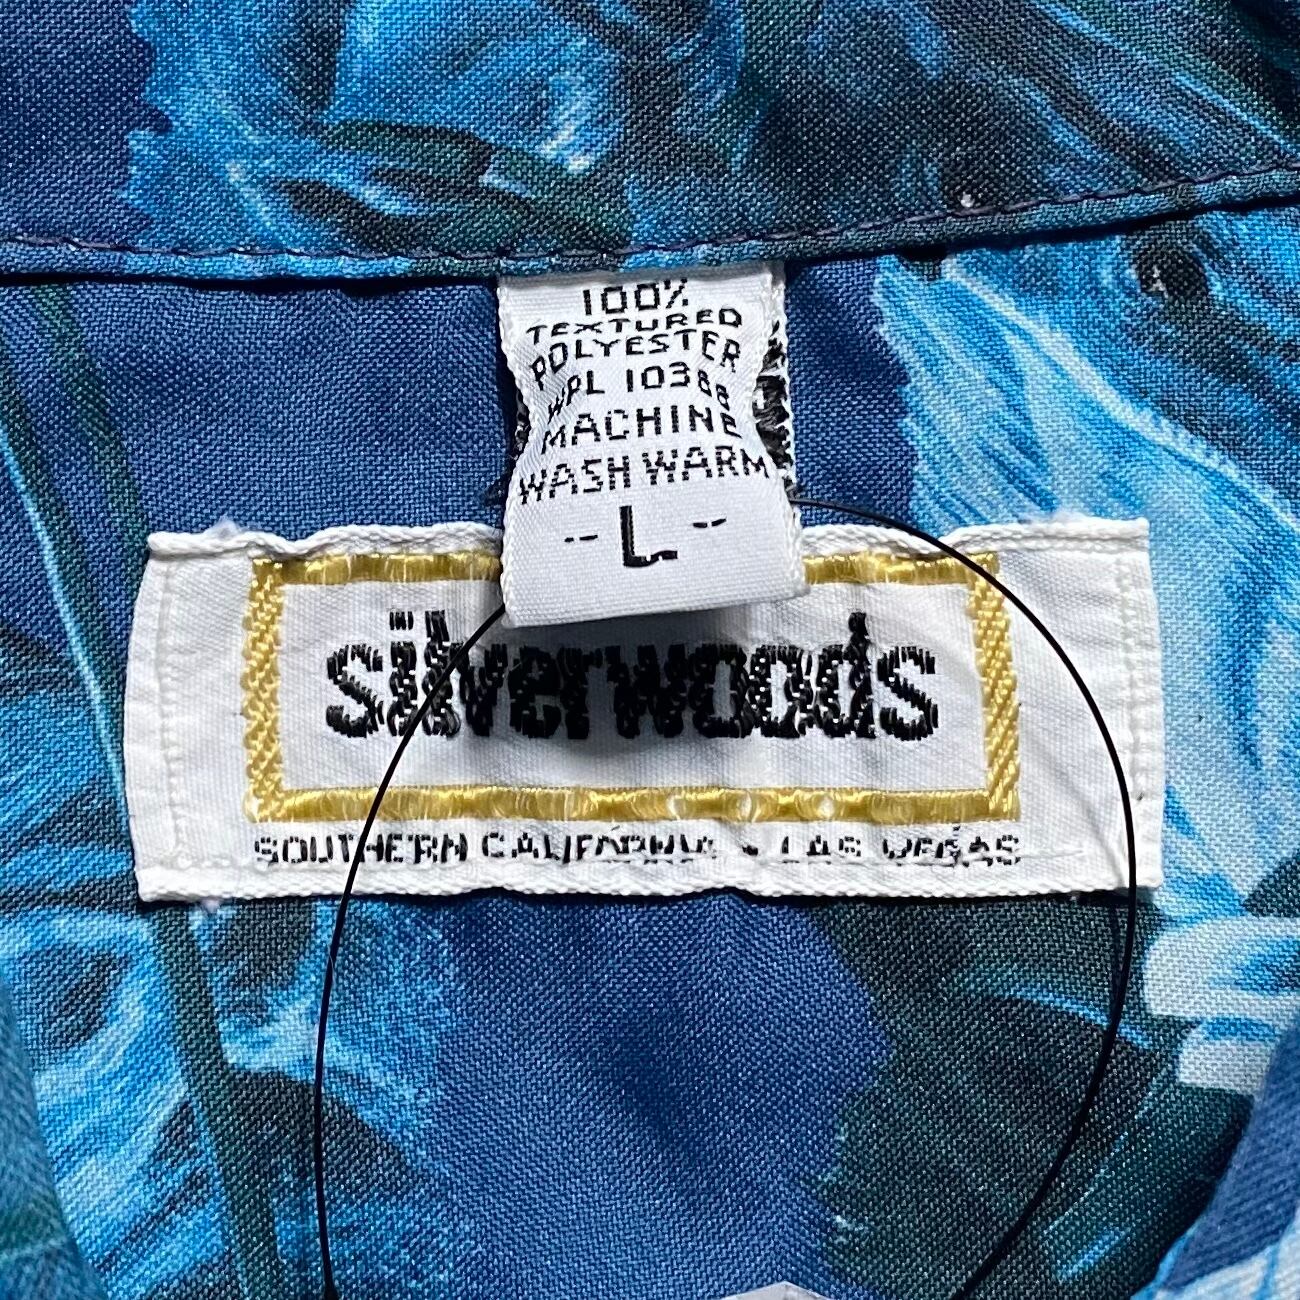 100%
TEXTURED
POLYESTER
WPL 10388
MACHINE
WASH WARM
-- L --
silverwoods
SOUTHERN CALIFORNIA • LAS VEGAS